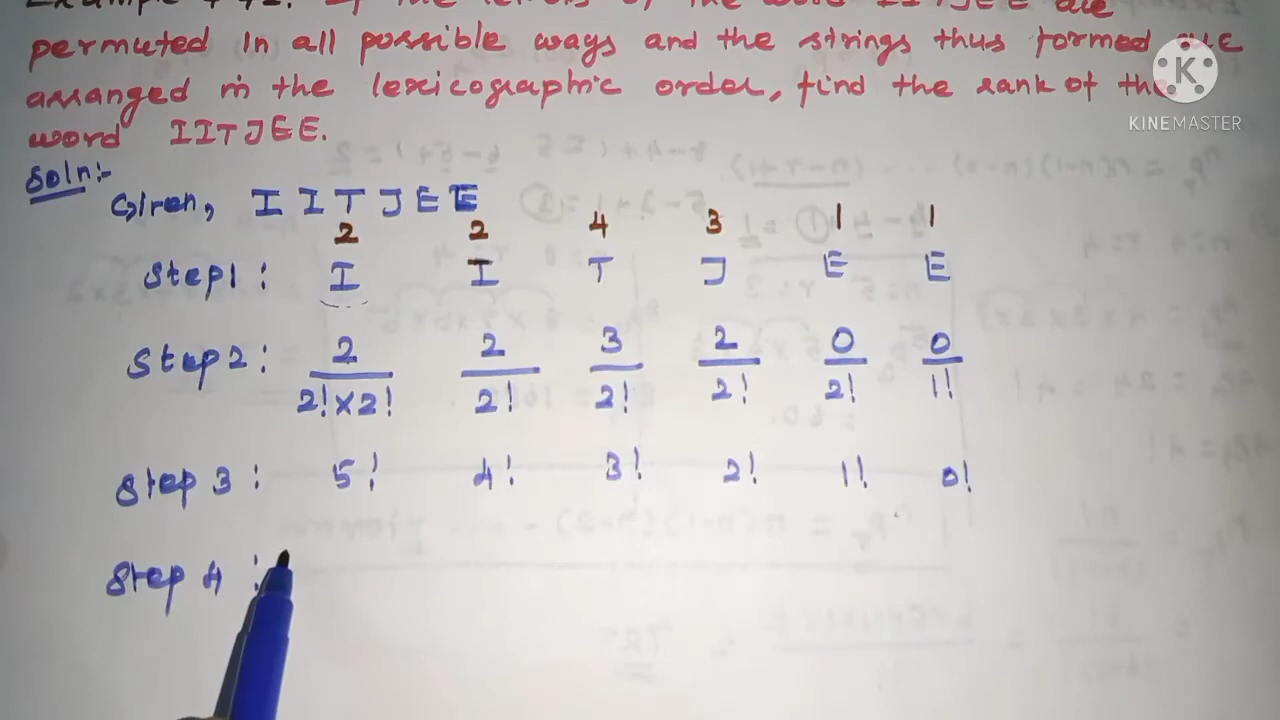 permuted in all possible ways and the strings thus formed are
arranged in the lexicographic order, find the rank of the
word IITJEE.
KINEMASTER
Soln:-
Given, I I T J E E
2 2 4 3 1 1
Step1 : I I T J E E
Step2 : 2/2!×2! 2/2! 3/2! 2/2! 0/2! 0/1!
Step 3 : 5! 4! 3! 2! 1! 0!
Step 4 :